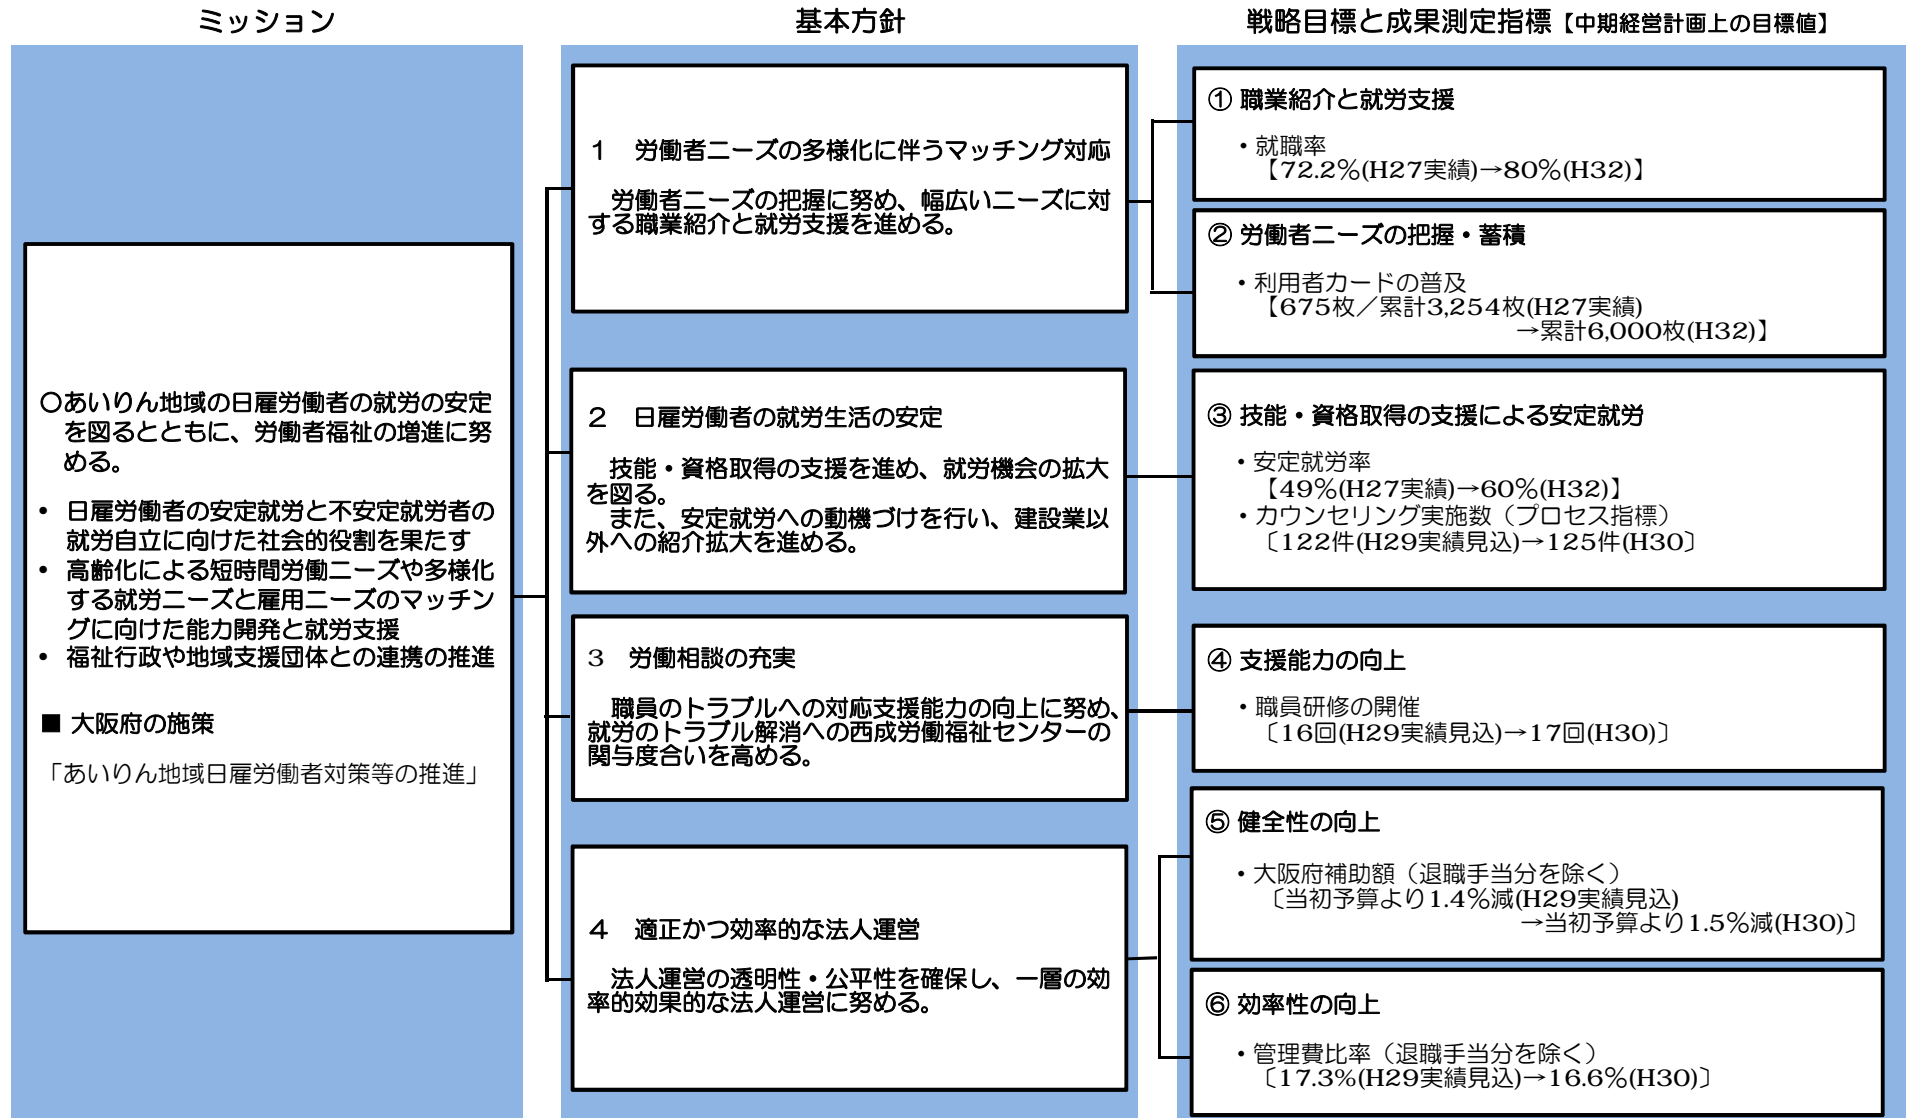 ミッション
○あいりん地域の日雇労働者の就労の安定
を図るとともに、労働者福祉の増進に努
める。
• 日雇労働者の安定就労と不安定就労者の
就労自立に向けた社会的役割を果たす
• 高齢化による短時間労働ニーズや多様化
する就労ニーズと雇用ニーズのマッチン
グに向けた能力開発と就労支援
• 福祉行政や地域支援団体との連携の推進
■ 大阪府の施策
「あいりん地域日雇労働者対策等の推進」
基本方針
1 労働者ニーズの多様化に伴うマッチング対応
労働者ニーズの把握に努め、幅広いニーズに対
する職業紹介と就労支援を進める。
2 日雇労働者の就労生活の安定
技能・資格取得の支援を進め、就労機会の拡大
を図る。
また、安定就労への動機づけを行い、建設業以
外への紹介拡大を進める。
3 労働相談の充実
職員のトラブルへの対応支援能力の向上に努め、
就労のトラブル解消への西成労働福祉センターの
関与度合いを高める。
4 適正かつ効率的な法人運営
法人運営の透明性・公平性を確保し、一層の効
率的効果的な法人運営に努める。
戦略目標と成果測定指標【中期経営計画上の目標値】
① 職業紹介と就労支援
・就職率
【72.2%(H27実績)→80%(H32)】
② 労働者ニーズの把握・蓄積
・利用者カードの普及
【675枚／累計3,254枚(H27実績)
→累計6,000枚(H32)】
③ 技能・資格取得の支援による安定就労
・安定就労率
【49%(H27実績)→60%(H32)】
・カウンセリング実施数（プロセス指標）
〔122件(H29実績見込)→125件(H30〕
④ 支援能力の向上
・職員研修の開催
〔16回(H29実績見込)→17回(H30)〕
⑤ 健全性の向上
・大阪府補助額（退職手当分を除く）
〔当初予算より1.4%減(H29実績見込)
→当初予算より1.5%減(H30)〕
⑥ 効率性の向上
・管理費比率（退職手当分を除く）
〔17.3%(H29実績見込)→16.6%(H30)〕